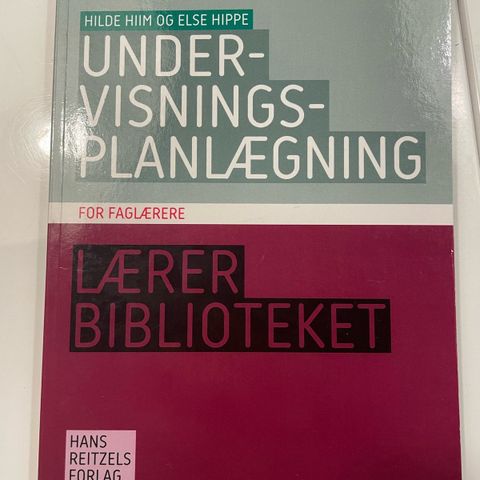 HILDE HIIM OG ELSE HIPPE
UNDER-
VISNINGS-
PLANLÆGNING
FOR FAGLÆRERE
LÆRER
BIBLIOTEKET
HANS
REITZELS
FORLAG